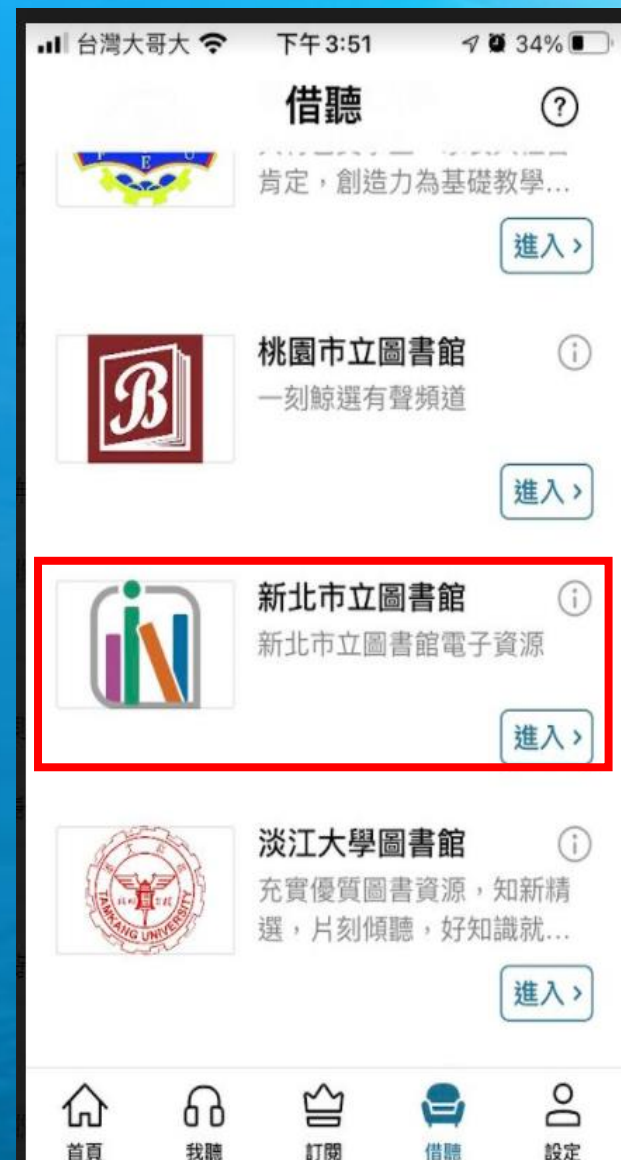 台灣大哥大 下午3:51 34%
借聽
P E U
肯定，創造力為基礎教學...
進入 ›
桃園市立圖書館
一刻鯨選有聲頻道
B
進入 ›
新北市立圖書館
新北市立圖書館電子資源
進入 ›
淡江大學圖書館
充實優質圖書資源，知新精
選，片刻傾聽，好知識就...
TAMKANG UNIVERSITY
進入 ›
首頁 我聽 訂閱 借聽 設定